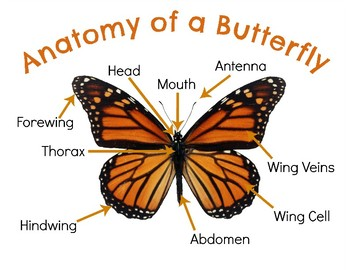 Anatomy of a Butterfly
Antenna
Head
Mouth
Forewing
Thorax
Wing Veins
Hindwing
Wing Cell
Abdomen